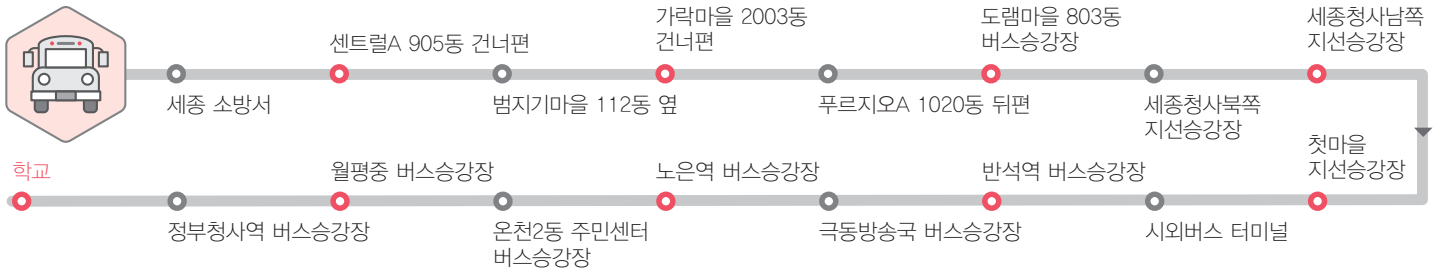 세종 소방서
센트럴A 905동 건너편
범지기마을 112동 옆
가락마을 2003동
건너편
푸르지오A 1020동 뒤편
도램마을 803동
버스승강장
세종청사북쪽
지선승강장
세종청사남쪽
지선승강장
첫마을
지선승강장
시외버스 터미널
반석역 버스승강장
극동방송국 버스승강장
노은역 버스승강장
온천2동 주민센터
버스승강장
월평중 버스승강장
정부청사역 버스승강장
학교